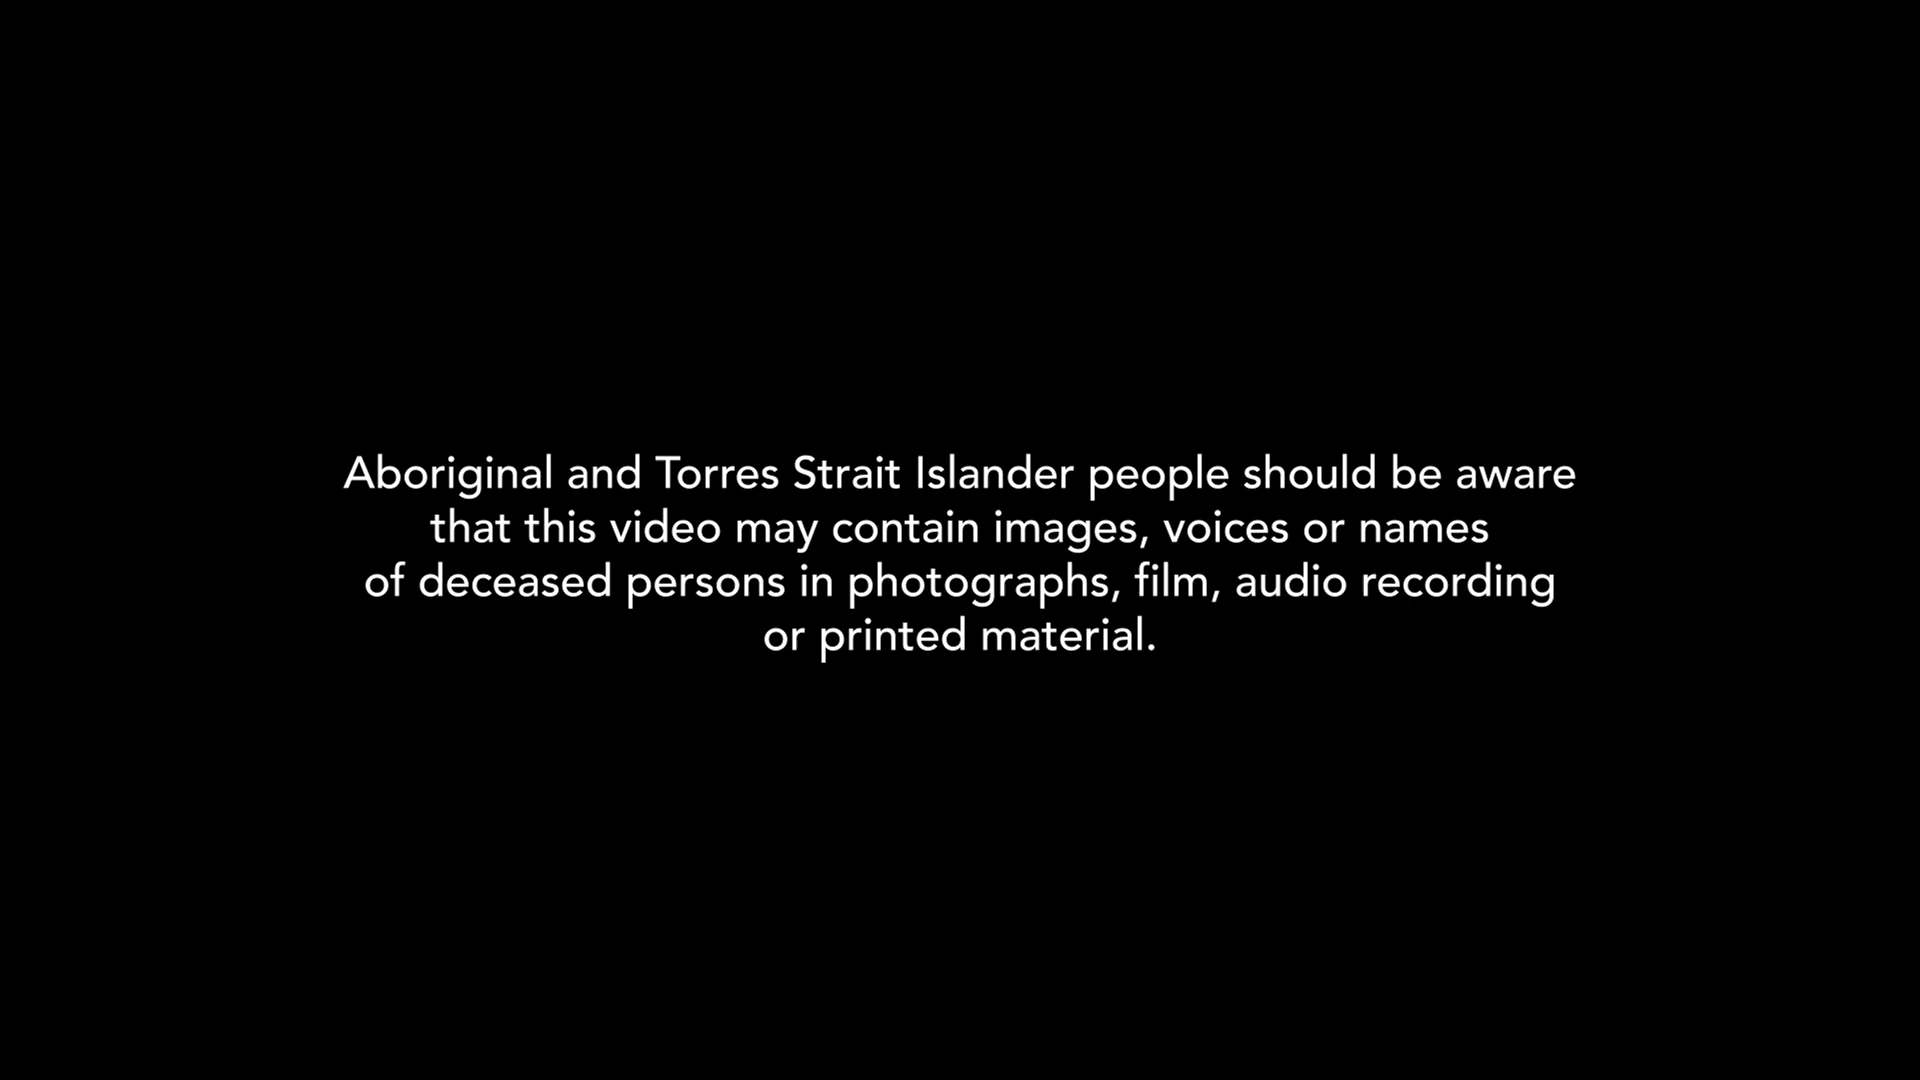 Aboriginal and Torres Strait Islander people should be aware
that this video may contain images, voices or names
of deceased persons in photographs, film, audio recording
or printed material.